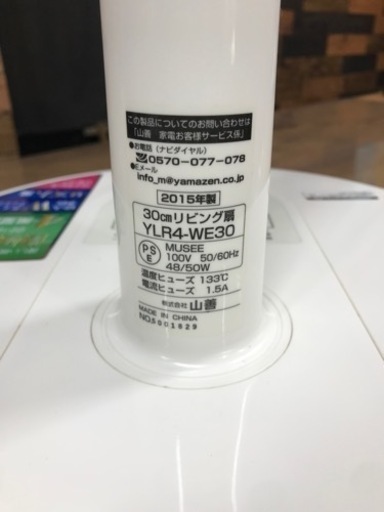 この製品についてのお問い合わせは
「山善 家電お客様サービス係」
●お電話（ナビダイヤル）
0570-077-078
●Eメール
info_m@yamazen.co.jp
2015年製
30cmリビング扇
YLR4-WE30
PS
E
MUSEE
100V 50/60Hz
48/50W
温度ヒューズ 133℃
電流ヒューズ 1.5A
株式会社 山善
MADE IN CHINA
NO.5001829